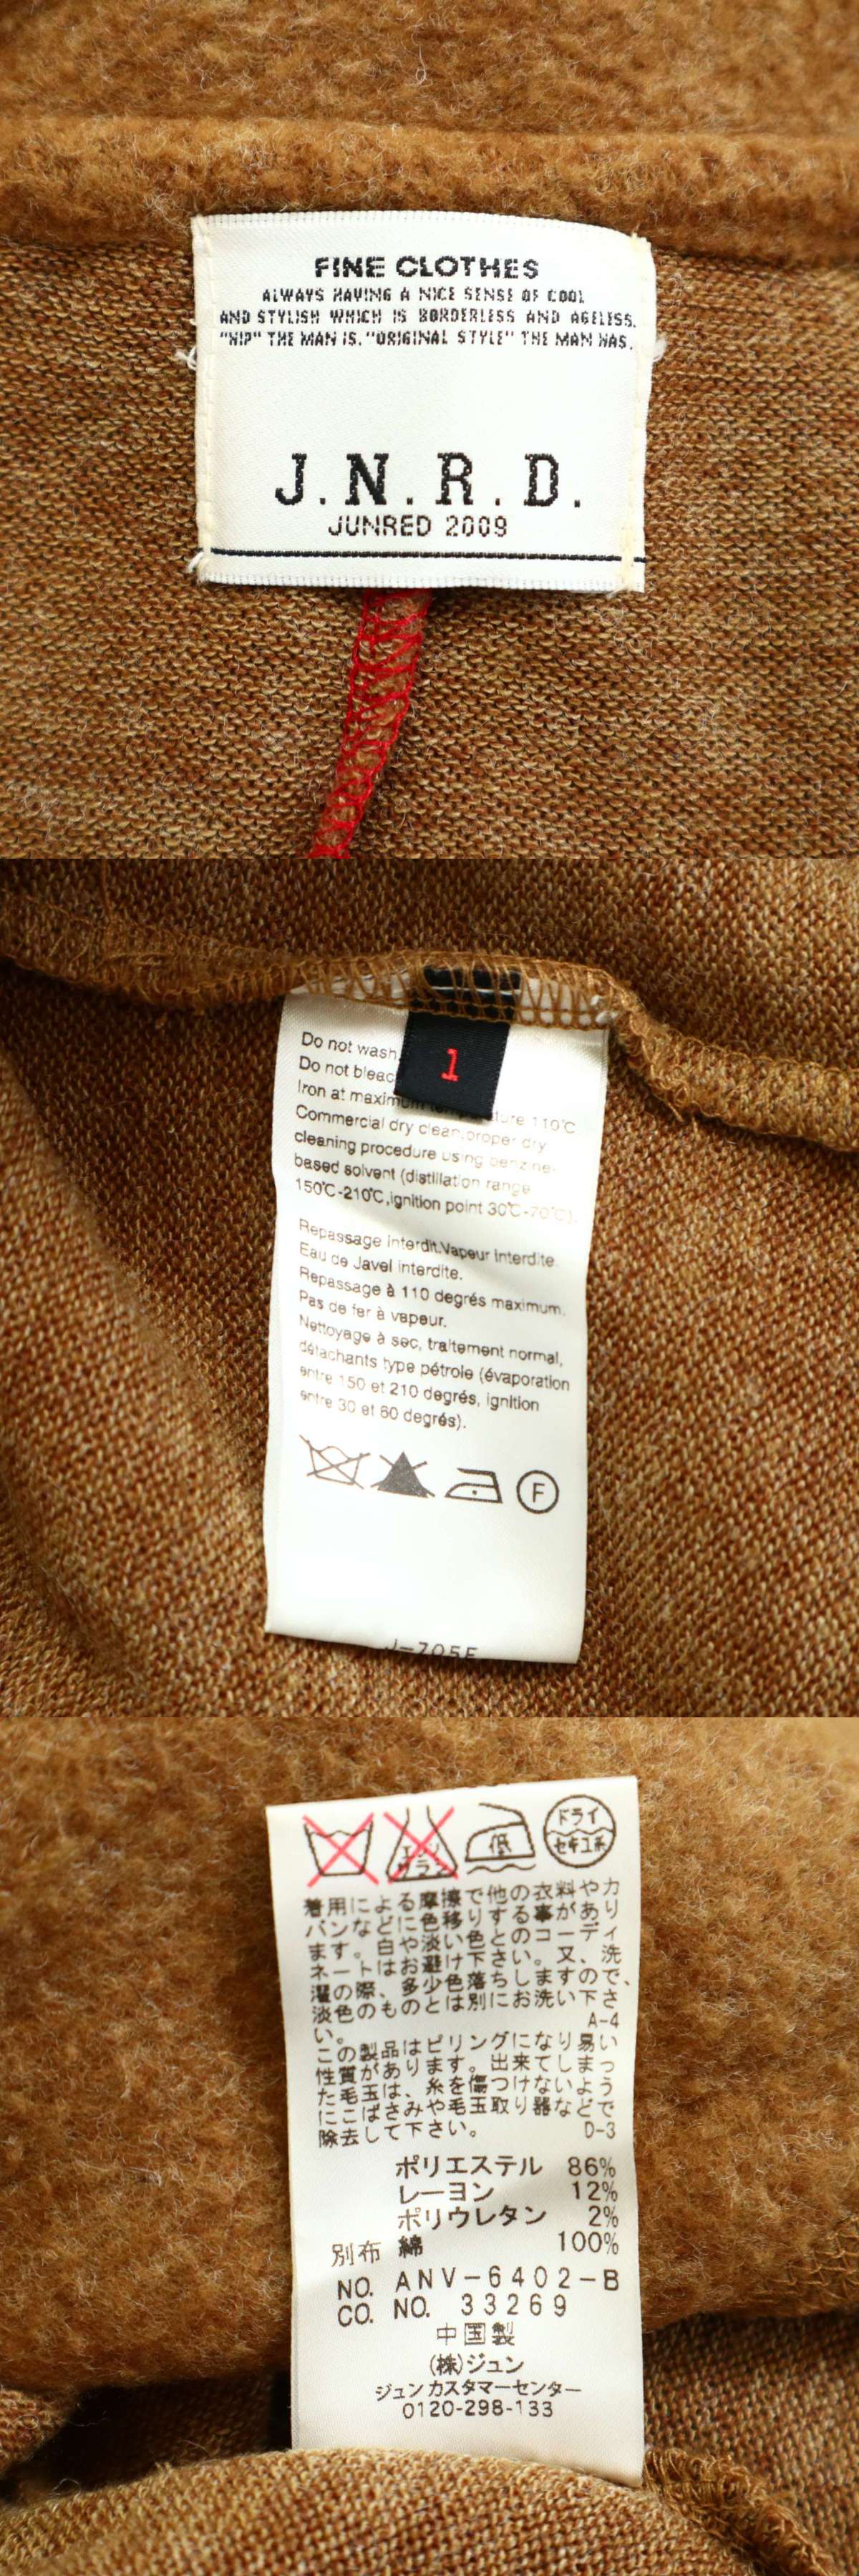 FINE CLOTHES
ALWAYS HAVING A NICE SENSE OF COOL
AND STYLISH WHICH IS BORDERLESS AND AGELESS.
"HIP" THE MAN IS. "ORIGINAL STYLE" THE MAN HAS.
J.N.R.D.
JUNRED 2009
1
Do not wash.
Do not bleac
Iron at maximum temperature 110℃
Commercial dry clean.proper dry
cleaning procedure using benzine-
based solvent (distillation range
150℃-210℃,ignition point 30℃-70℃).
Repassage interdit.Vapeur interdite.
Eau de Javel interdite.
Repassage à 110 degrés maximum.
Pas de fer à vapeur.
Nettoyage à sec, traitement normal,
détachants type pétrole (évaporation
entre 150 et 210 degrés, ignition
entre 30 et 60 degrés).
F
J-705F
エンソ
サラシ
低
ドライ
セキユ系
着用による摩擦で他の衣料やカ
バンなどに色移りする事があり
ます。白や淡い色とのコーディ
ネートはお避け下さい。又、洗
濯の際、多少色落ちしますので、
淡色のものとは別にお洗い下さ
い。 A-4
この製品はピリングになり易い
性質があります。出来てしまっ
た毛玉は、糸を傷つけないよう
にこばさみや毛玉取り器などで
除去して下さい。 D-3
ポリエステル 86%
レーヨン 12%
ポリウレタン 2%
別布 綿 100%
NO. ANV-6402-B
CO. NO. 33269
中国製
(株)ジュン
ジュン カスタマーセンター
0120-298-133